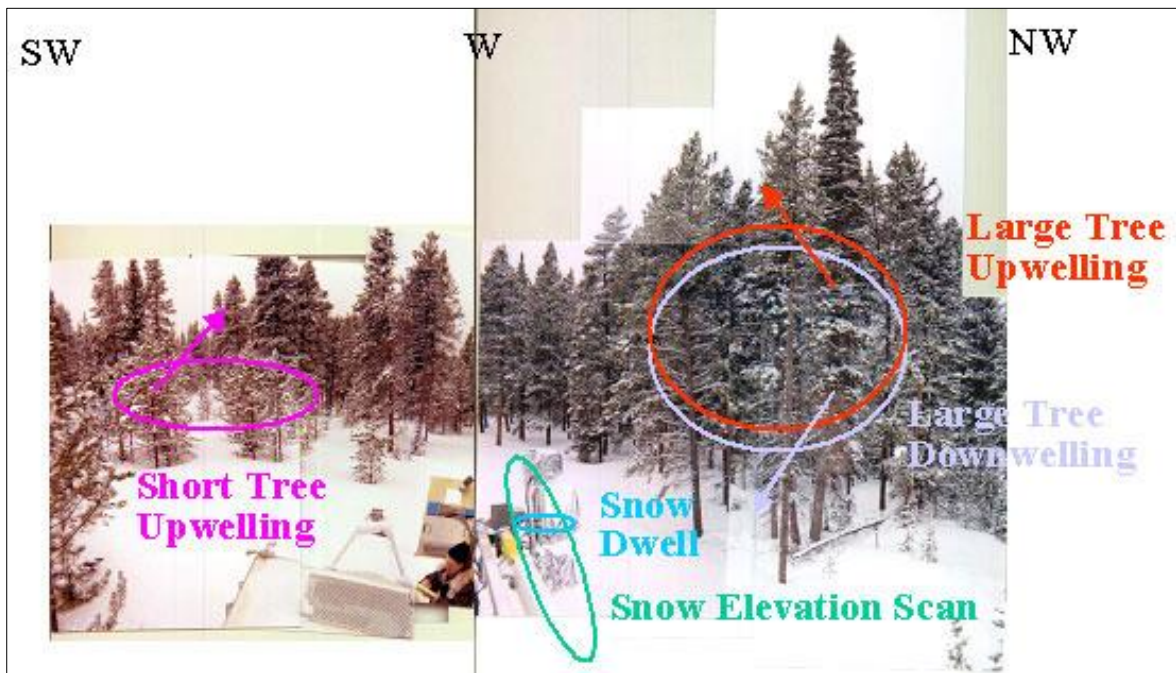 SW
W
NW
Large Tree
Upwelling
Large Tree
Downwelling
Short Tree
Upwelling
Snow
Dwell
Snow Elevation Scan